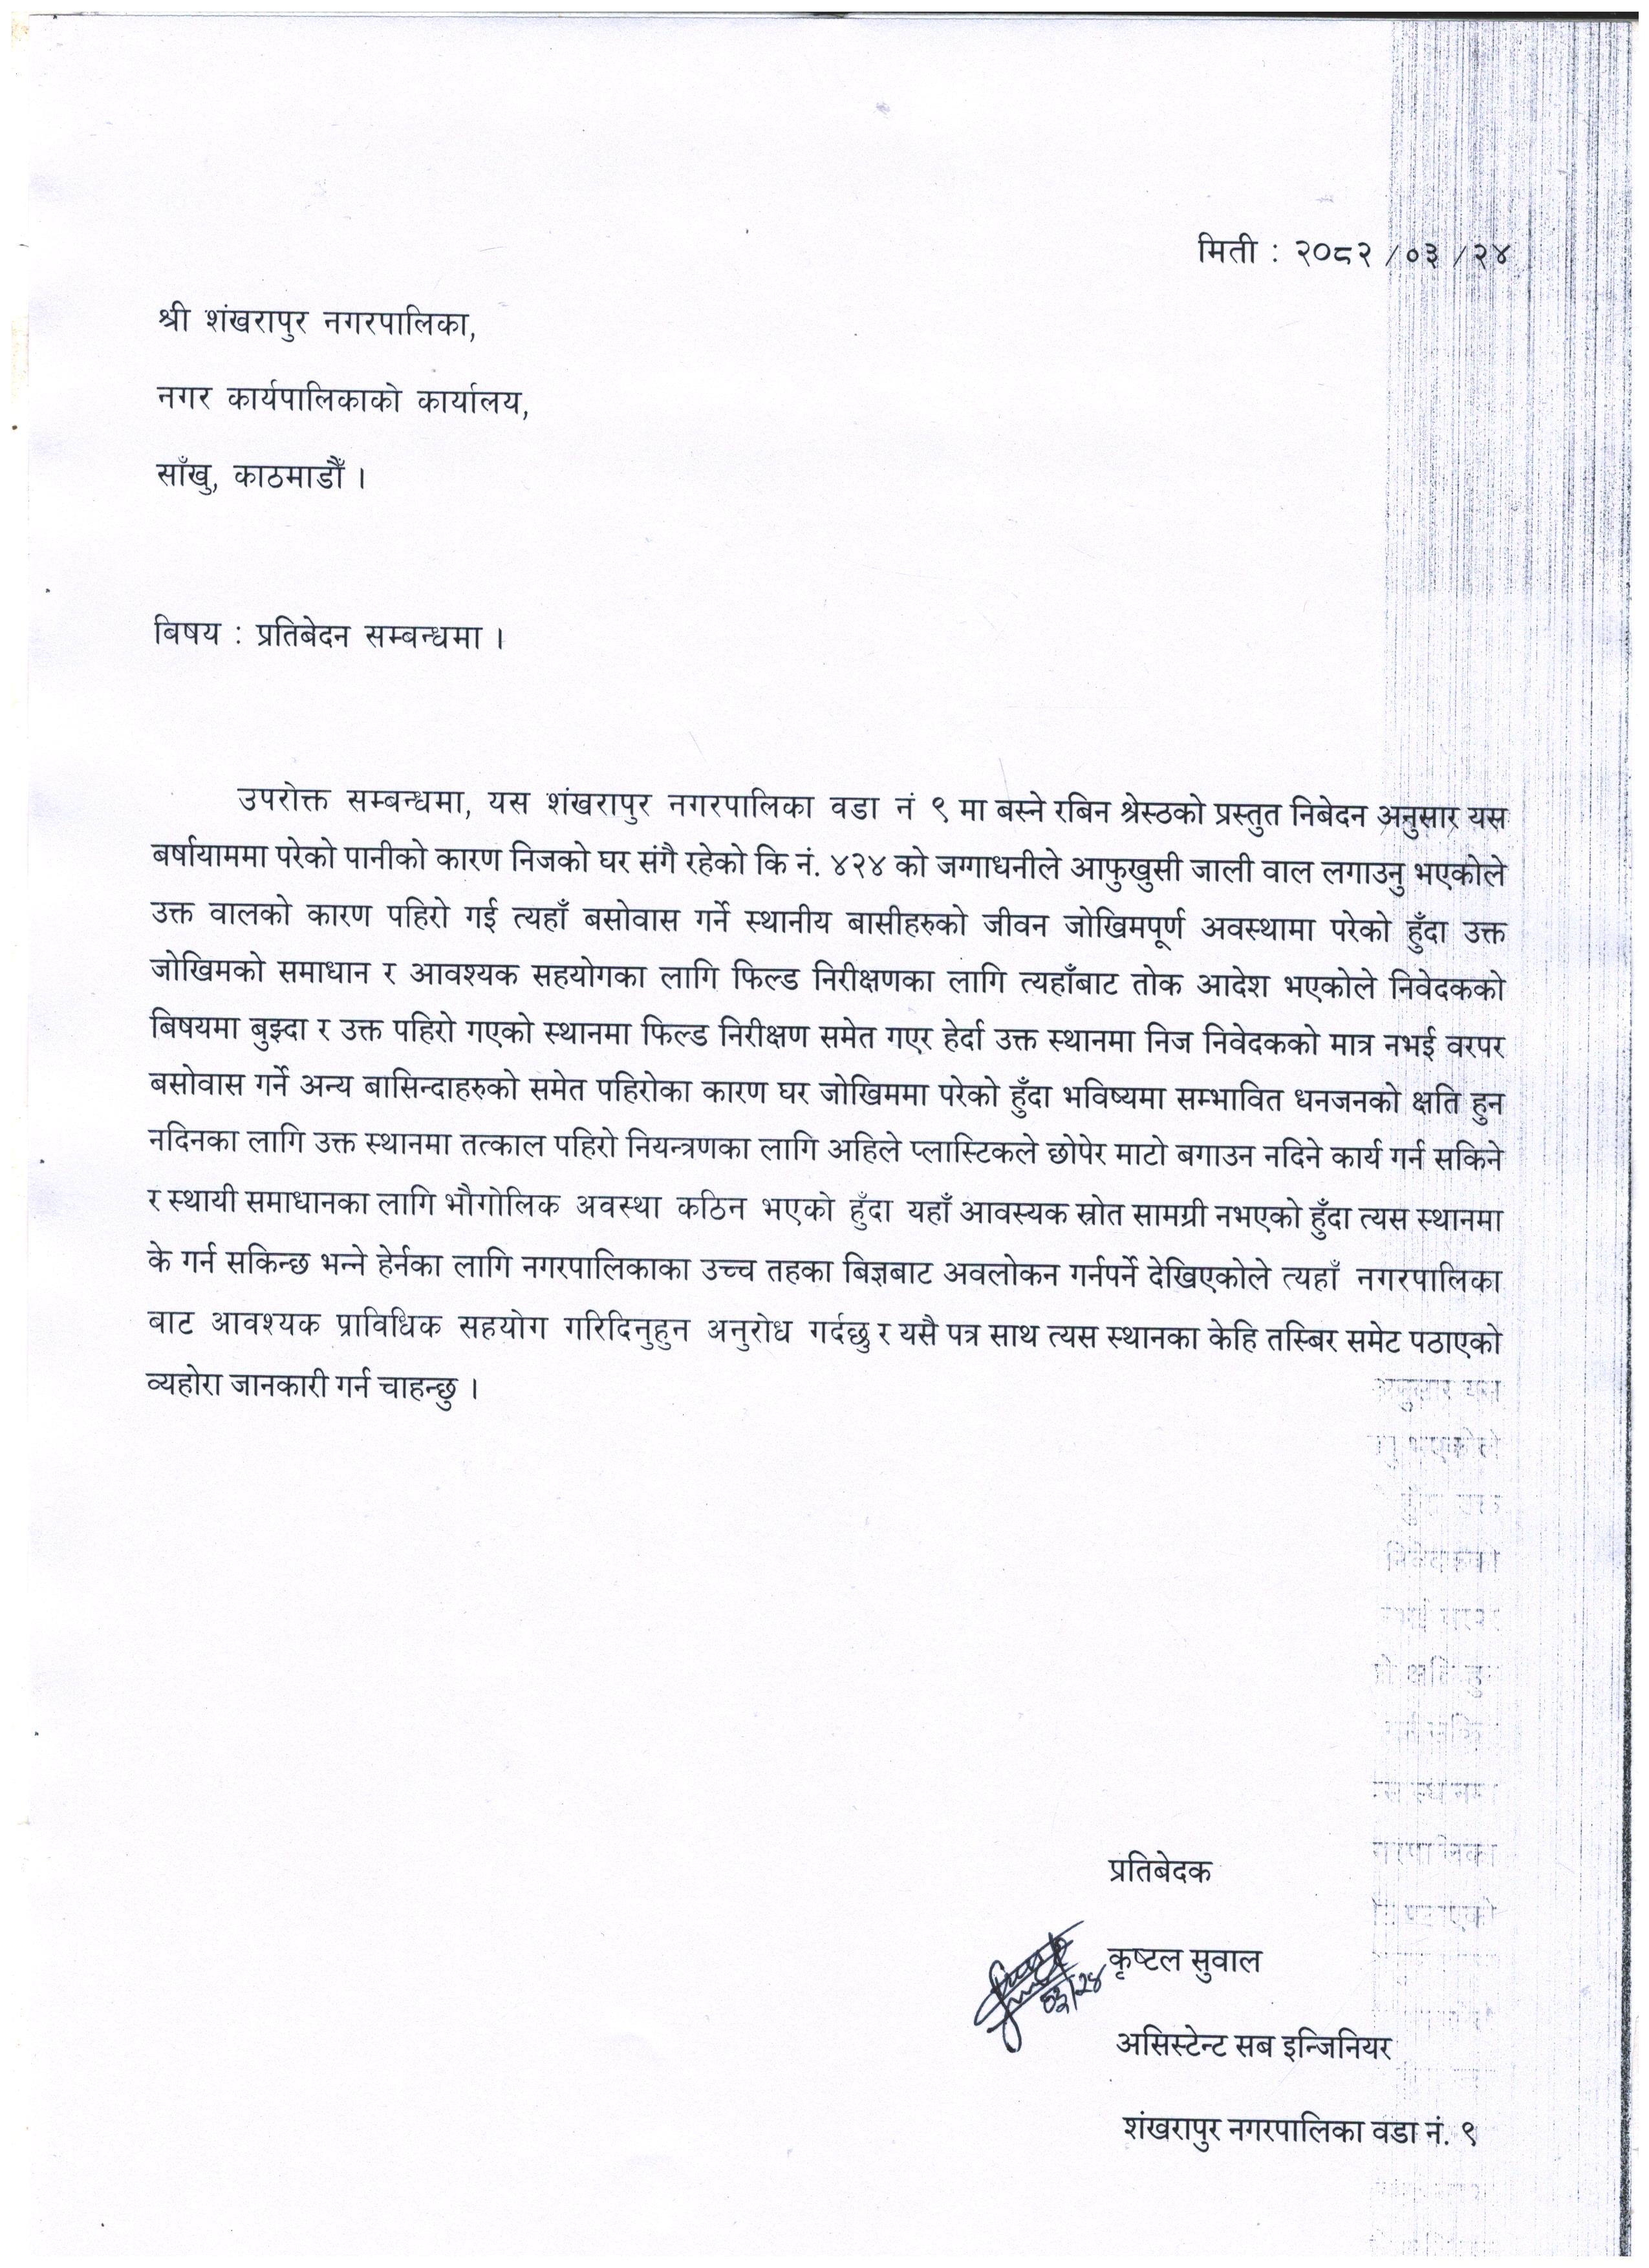 मिती : २०८२ /०३ /२४
श्री शंखरापुर नगरपालिका,
नगर कार्यपालिकाको कार्यालय,
साँखु, काठमाडौँ ।
बिषय : प्रतिबेदन सम्बन्धमा ।
उपरोक्त सम्बन्धमा, यस शंखरापुर नगरपालिका वडा नं ९ मा बस्ने रबिन श्रेस्ठको प्रस्तुत निबेदन अनुसार यस
बर्षायाममा परेको पानीको कारण निजको घर संगै रहेको कि नं. ४२४ को जग्गाधनीले आफुखुसी जाली वाल लगाउनु भएकोले
उक्त वालको कारण पहिरो गई त्यहाँ बसोवास गर्ने स्थानीय बासीहरुको जीवन जोखिमपूर्ण अवस्थामा परेको हुँदा उक्त
जोखिमको समाधान र आवश्यक सहयोगका लागि फिल्ड निरीक्षणका लागि त्यहाँबाट तोक आदेश भएकोले निवेदकको
बिषयमा बुझ्दा र उक्त पहिरो गएको स्थानमा फिल्ड निरीक्षण समेत गएर हेर्दा उक्त स्थानमा निज निवेदकको मात्र नभई वरपर
बसोवास गर्ने अन्य बासिन्दाहरुको समेत पहिरोका कारण घर जोखिममा परेको हुँदा भविष्यमा सम्भावित धनजनको क्षति हुन
नदिनका लागि उक्त स्थानमा तत्काल पहिरो नियन्त्रणका लागि अहिले प्लास्टिकले छोपेर माटो बगाउन नदिने कार्य गर्न सकिने
र स्थायी समाधानका लागि भौगोलिक अवस्था कठिन भएको हुँदा यहाँ आवस्यक स्रोत सामग्री नभएको हुँदा त्यस स्थानमा
के गर्न सकिन्छ भन्ने हेर्नका लागि नगरपालिकाका उच्च तहका बिज्ञबाट अवलोकन गर्नपर्ने देखिएकोले त्यहाँ नगरपालिका
बाट आवश्यक प्राविधिक सहयोग गरिदिनुहुन अनुरोध गर्दछु र यसै पत्र साथ त्यस स्थानका केहि तस्बिर समेट पठाएको
व्यहोरा जानकारी गर्न चाहन्छु ।
प्रतिबेदक
कृष्टल सुवाल
०३/२४
असिस्टेन्ट सब इन्जिनियर
शंखरापुर नगरपालिका वडा नं. ९